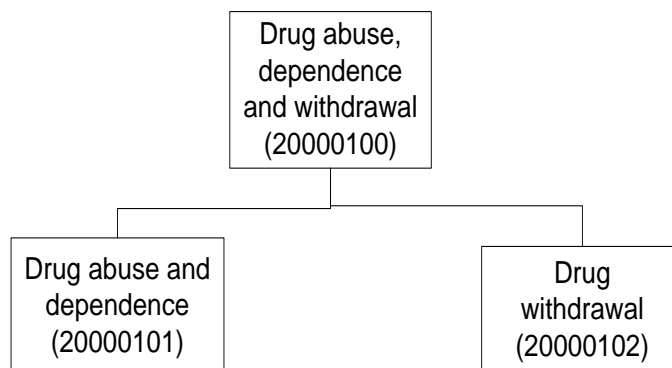 Drug abuse,
dependence
and withdrawal
(20000100)
Drug abuse and
dependence
(20000101)
Drug
withdrawal
(20000102)